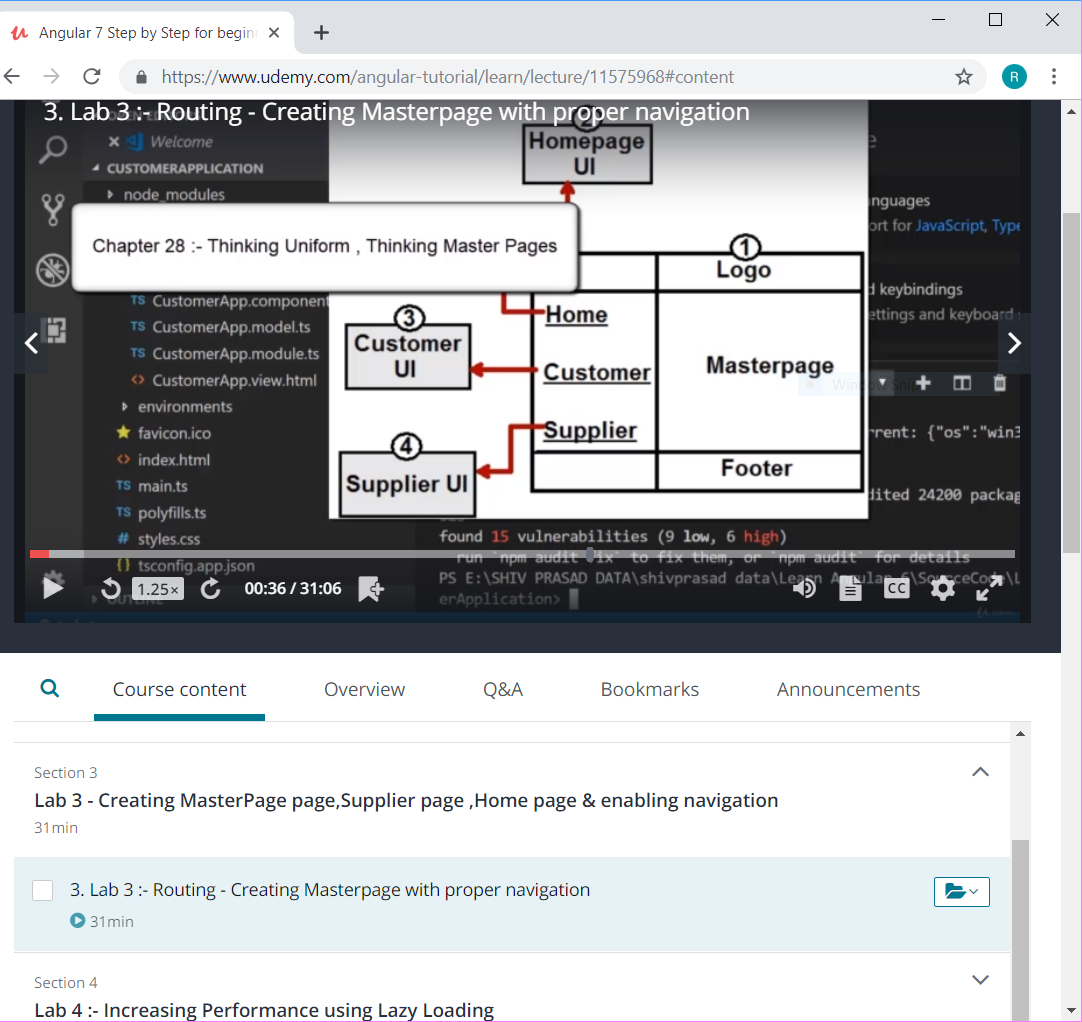 Angular 7 Step by Step for begin
https://www.udemy.com/angular-tutorial/learn/lecture/11575968#content
R
3. Lab 3 :- Routing - Creating Masterpage with proper navigation
Welcome
CUSTOMERAPPLICATION
node_modules
Chapter 28 :- Thinking Uniform , Thinking Master Pages
TS CustomerApp.component
TS CustomerApp.model.ts
TS CustomerApp.module.ts
<> CustomerApp.view.html
environments
favicon.ico
<> index.html
TS main.ts
TS polyfills.ts
# styles.css
{} tsconfig.app.json
OUTLINE
Homepage
UI
1
Logo
Home
3
Customer
UI
Customer
Masterpage
4
Supplier
Supplier UI
Footer
nguages
ort for JavaScript, Type
d keybindings
ettings and keyboard
rrent: {"os":"win3
dited 24200 packag
found 15 vulnerabilities (9 low, 6 high)
run `npm audit fix` to fix them, or `npm audit` for details
PS E:\SHIV PRASAD DATA\shivprasad data\Learn Angular 6\SourceCode\L
erApplication>
1.25×
00:36 / 31:06
CC
Course content
Overview
Q&A
Bookmarks
Announcements
Section 3
Lab 3 - Creating MasterPage page,Supplier page ,Home page & enabling navigation
31min
3. Lab 3 :- Routing - Creating Masterpage with proper navigation
31min
Section 4
Lab 4 :- Increasing Performance using Lazy Loading